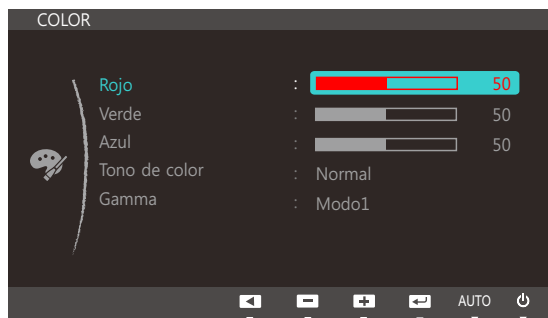 COLOR
Rojo : 50
Verde : 50
Azul : 50
Tono de color : Normal
Gamma : Modo1
AUTO